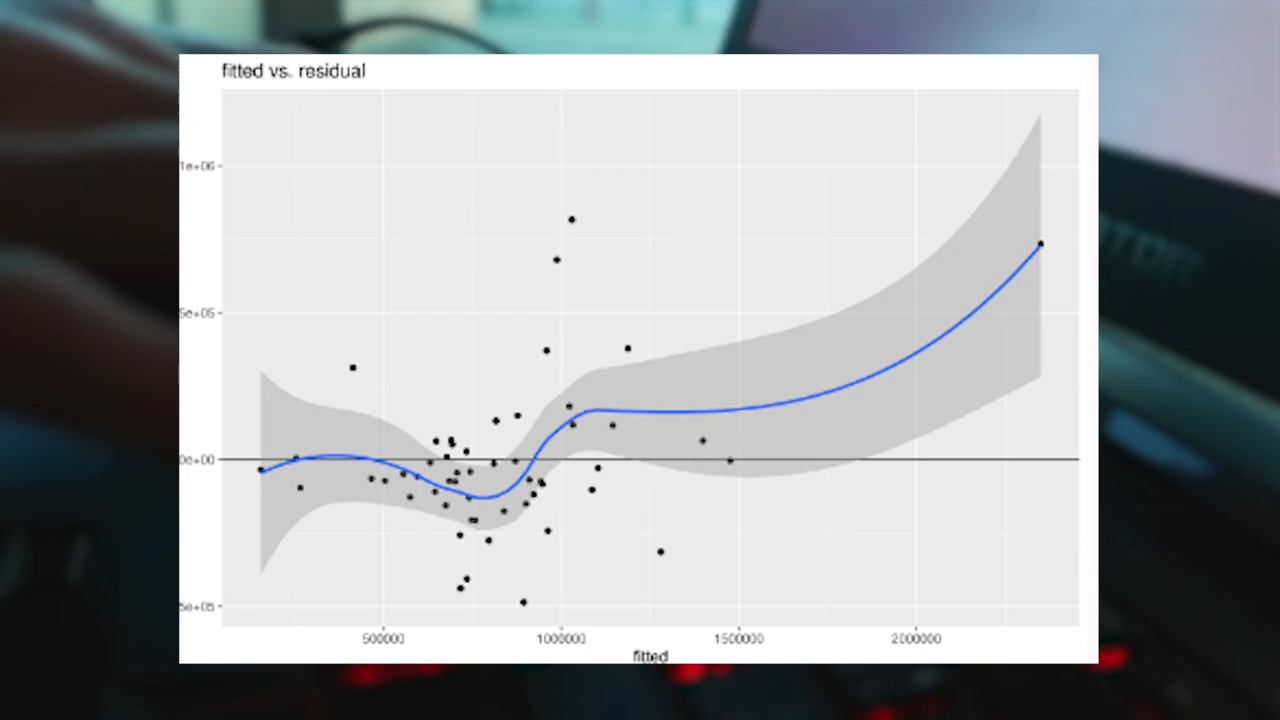 fitted vs. residual
1e+06
5e+05
0e+00
5e+05
500000 1000000 1500000 2000000
fitted